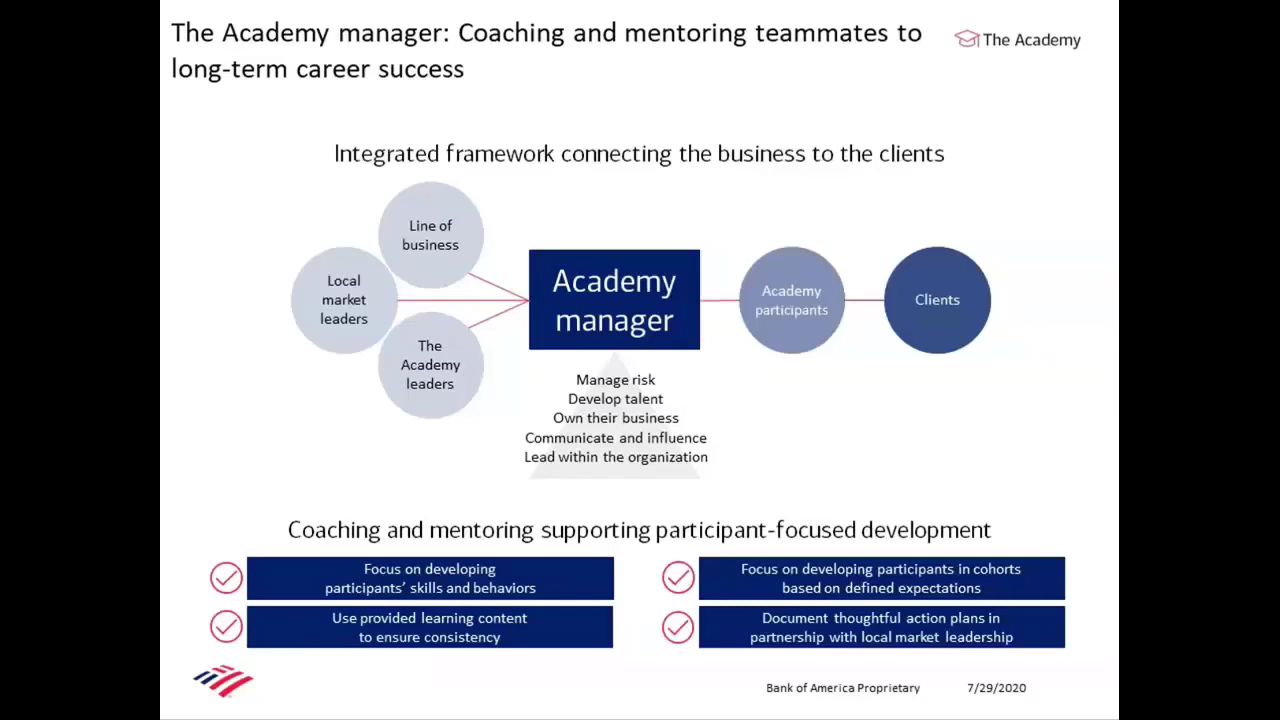 The Academy manager: Coaching and mentoring teammates to
long-term career success
The Academy
Integrated framework connecting the business to the clients
Line of
business
Local
market
leaders
The
Academy
leaders
Academy
manager
Academy
participants
Clients
Manage risk
Develop talent
Own their business
Communicate and influence
Lead within the organization
Coaching and mentoring supporting participant-focused development
Focus on developing
participants’ skills and behaviors
Focus on developing participants in cohorts
based on defined expectations
Use provided learning content
to ensure consistency
Document thoughtful action plans in
partnership with local market leadership
Bank of America Proprietary
7/29/2020